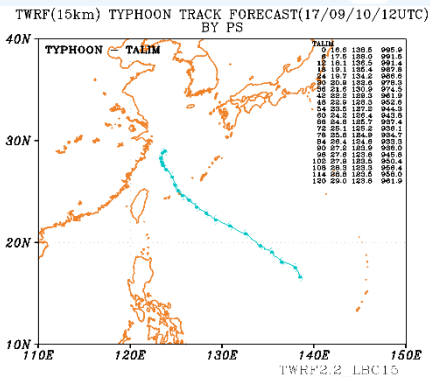 TWRF(15km) TYPHOON TRACK FORECAST(17/09/10/12UTC)
BY PS
40N
TYPHOON - TALIM
TALIM
0 16.6 138.5 995.9
6 17.5 138.0 991.5
12 18.1 136.5 991.4
18 19.1 135.4 987.8
24 19.7 134.2 986.6
30 20.9 132.6 978.3
36 21.6 130.9 974.5
42 22.2 129.3 961.9
48 22.9 128.3 952.6
54 23.5 127.2 944.3
60 24.2 126.4 943.6
66 24.6 125.7 937.4
72 25.1 125.2 936.1
78 25.6 124.9 934.7
84 26.4 124.6 933.3
90 27.2 123.9 936.0
96 27.6 123.6 945.8
102 27.9 123.5 950.4
108 28.3 123.3 956.4
114 28.8 123.5 958.0
120 29.0 123.8 961.9
30N
20N
10N
110E 120E 130E 140E 150E
TWRF2.2 LBC15